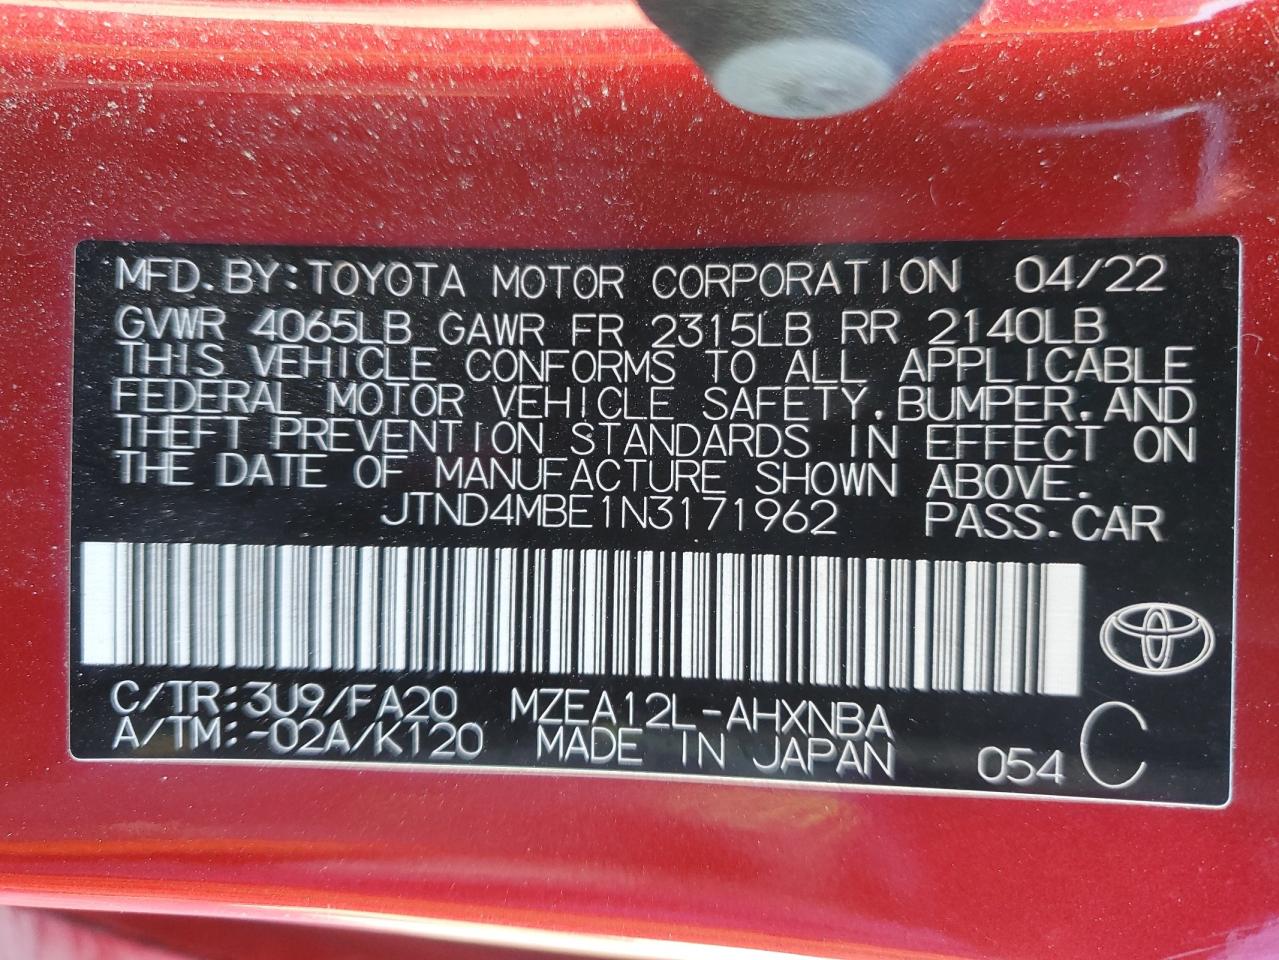 MFD.BY:TOYOTA MOTOR CORPORATION 04/22
GVWR 4065LB GAWR FR 2315LB RR 2140LB
THIS VEHICLE CONFORMS TO ALL APPLICABLE
FEDERAL MOTOR VEHICLE SAFETY,BUMPER,AND
THEFT PREVENTION STANDARDS IN EFFECT ON
THE DATE OF MANUFACTURE SHOWN ABOVE.
JTND4MBE1N3171962 PASS.CAR
C/TR:3U9/FA20 MZEA12L-AHXNBA
A/TM:-02A/K120 MADE IN JAPAN 054 C